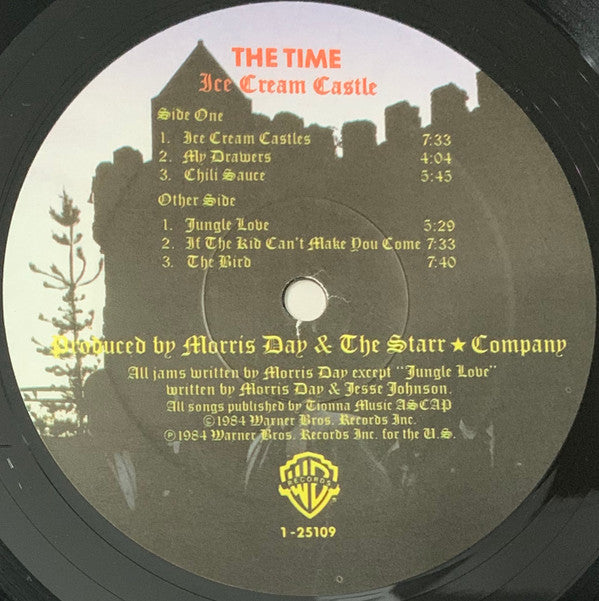 THE TIME
Ice Cream Castle
Side One
1. Ice Cream Castles 7:33
2. My Drawers 4:04
3. Chili Sauce 5:45
Other Side
1. Jungle Love 5:29
2. If The Kid Can't Make You Come 7:33
3. The Bird 7:40
Produced by Morris Day & The Starr ★ Company
All jams written by Morris Day except "Jungle Love"
written by Morris Day & Jesse Johnson.
All songs published by Tionna Music ASCAP
©1984 Warner Bros. Records Inc.
℗1984 Warner Bros. Records Inc. for the U.S.
WB
RECORDS
1-25109